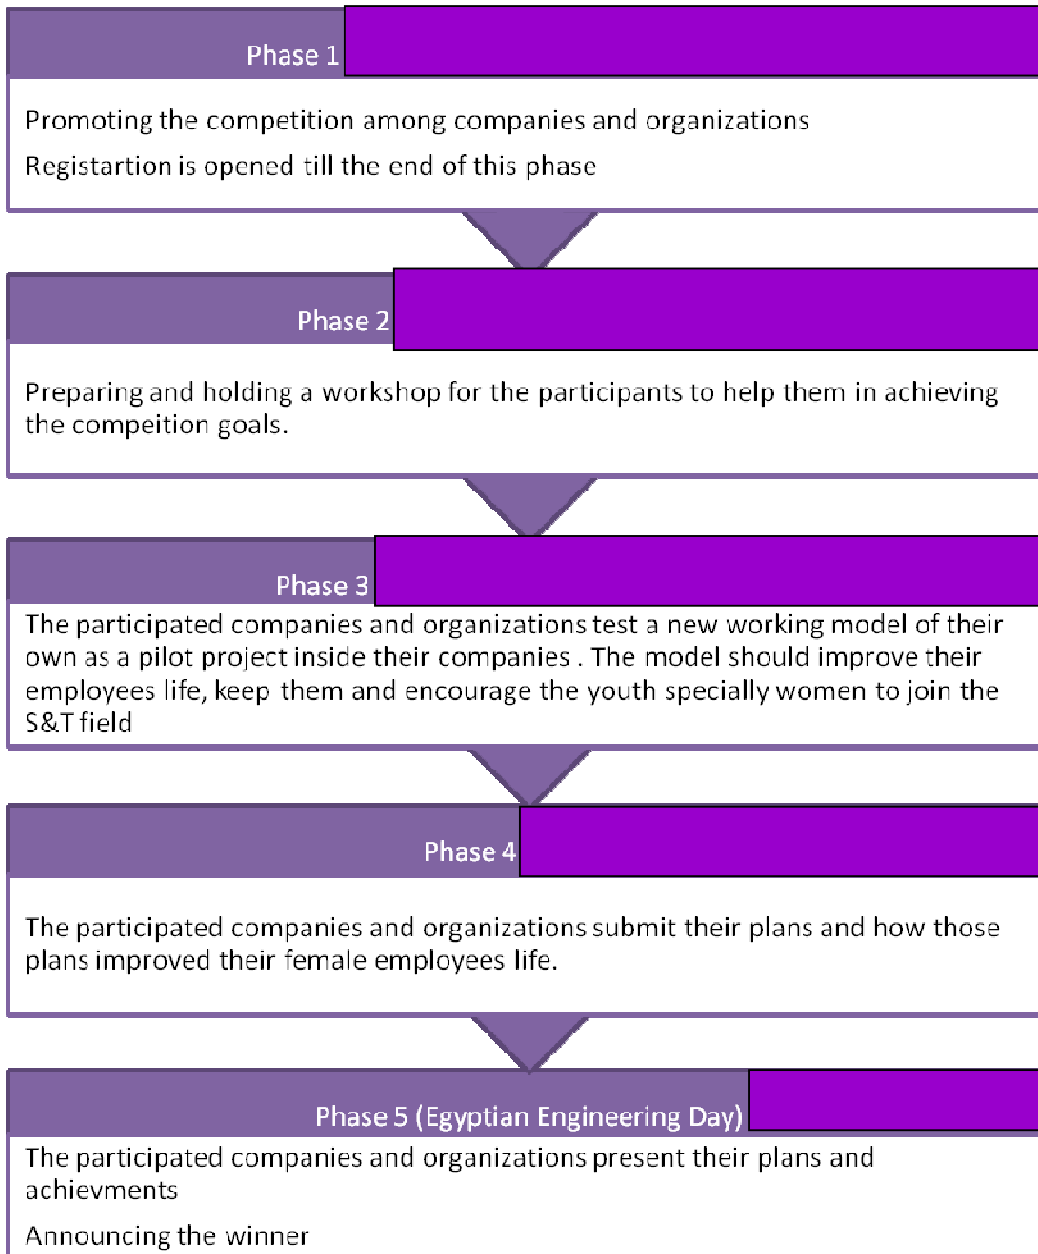 Phase 1
Promoting the competition among companies and organizations
Registartion is opened till the end of this phase
Phase 2
Preparing and holding a workshop for the participants to help them in achieving
the compeition goals.
Phase 3
The participated companies and organizations test a new working model of their
own as a pilot project inside their companies . The model should improve their
employees life, keep them and encourage the youth specially women to join the
S&T field
Phase 4
The participated companies and organizations submit their plans and how those
plans improved their female employees life.
Phase 5 (Egyptian Engineering Day)
The participated companies and organizations present their plans and
achievments
Announcing the winner